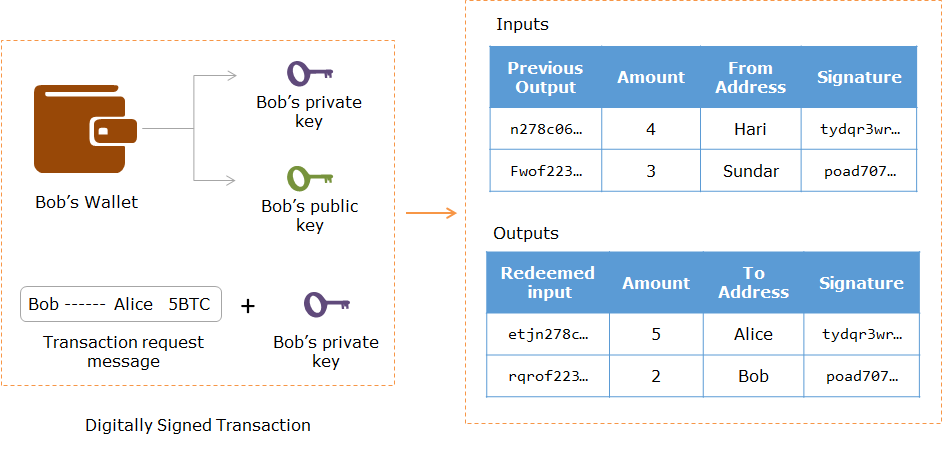 Bob's private
key
Bob's public
key
Bob's Wallet
Bob ------ Alice 5BTC
+
Transaction request
message
Bob's private
key
Digitally Signed Transaction
Inputs
Previous Output Amount From Address Signature
n278c06… 4 Hari tydqr3wr…
Fwof223… 3 Sundar poad707…
Outputs
Redeemed input Amount To Address Signature
etjn278c… 5 Alice tydqr3wr…
rqrof223… 2 Bob poad707…